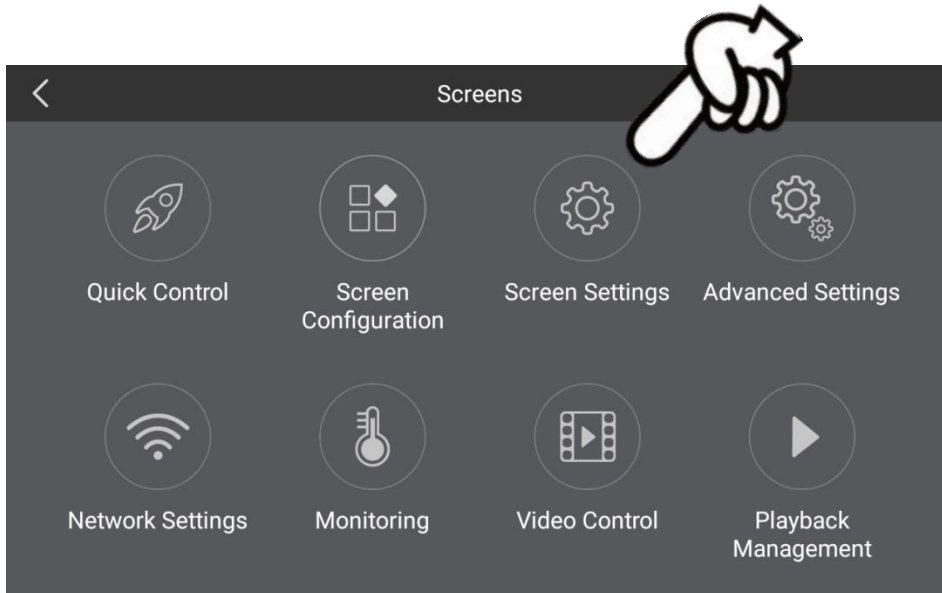 Screens
Quick Control
Screen
Configuration
Screen Settings
Advanced Settings
Network Settings
Monitoring
Video Control
Playback
Management